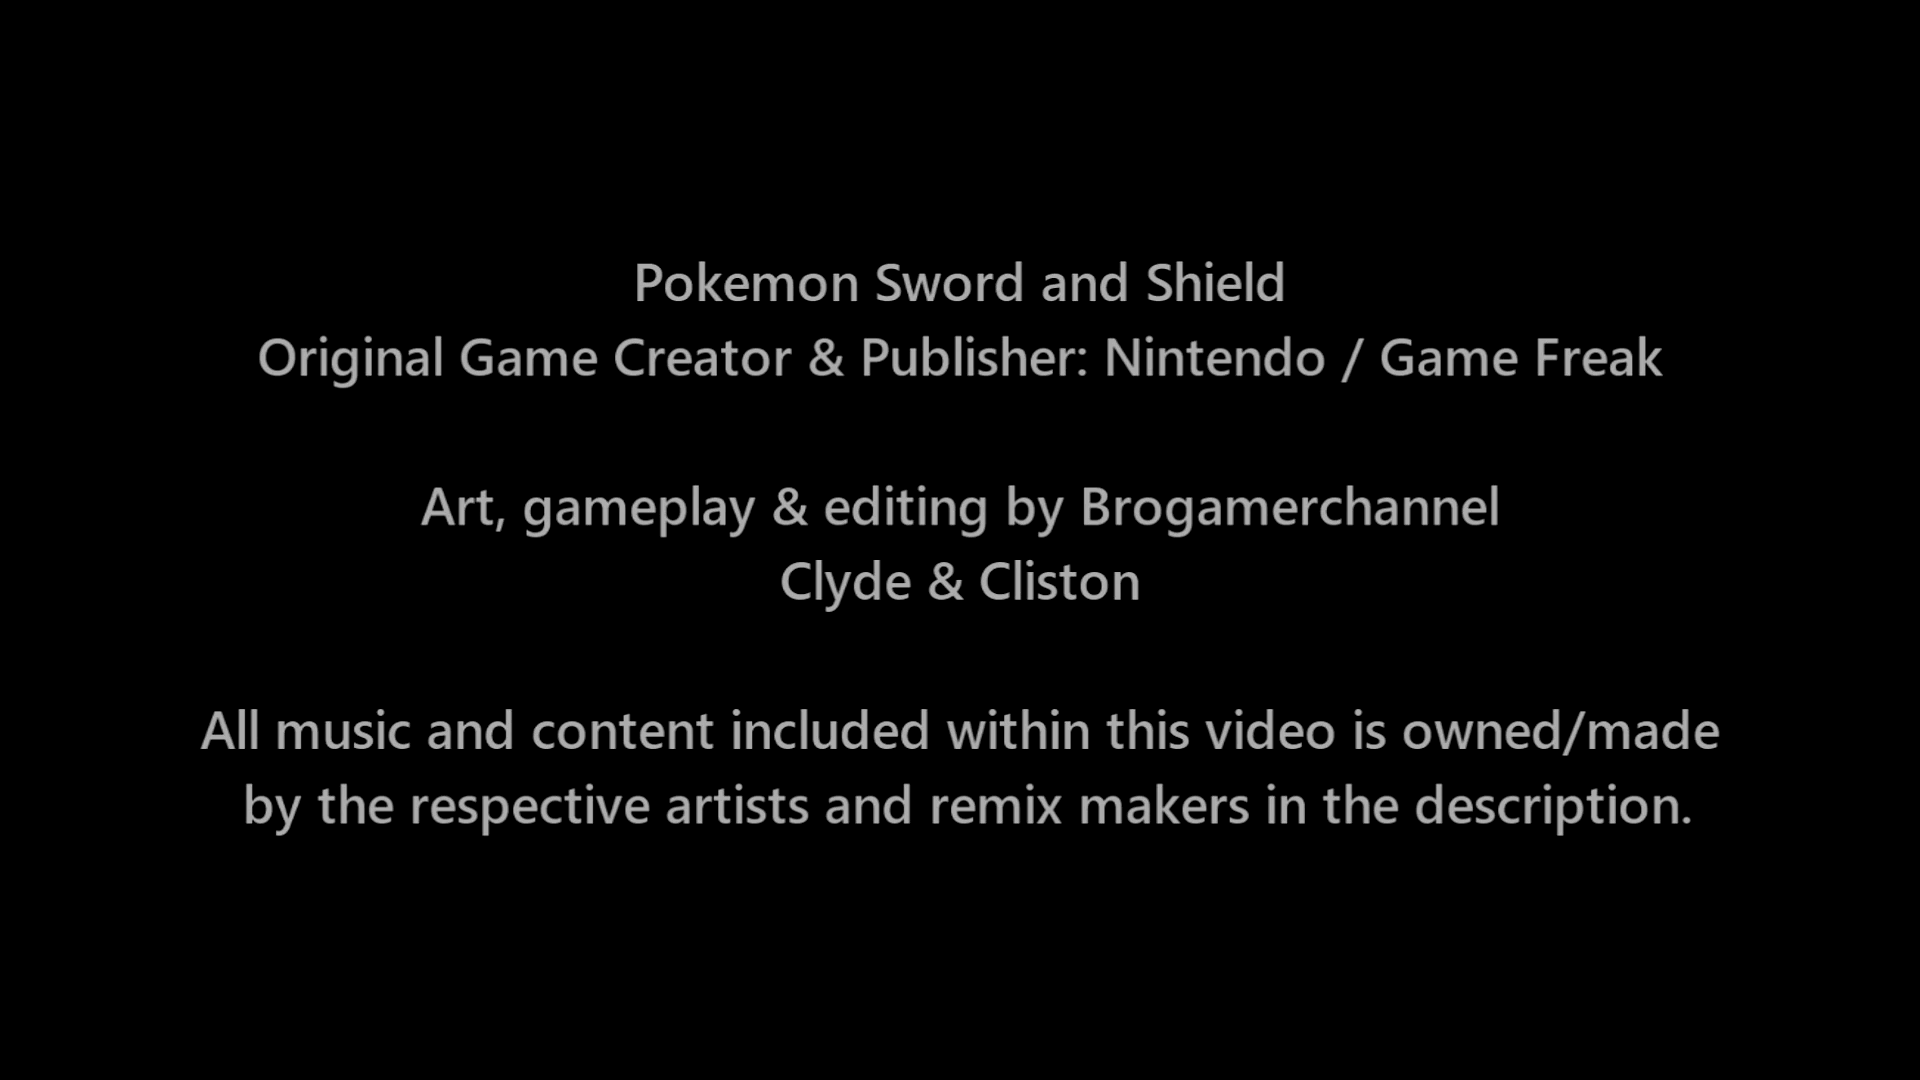 Pokemon Sword and Shield
Original Game Creator & Publisher: Nintendo / Game Freak
Art, gameplay & editing by Brogamerchannel
Clyde & Cliston
All music and content included within this video is owned/made
by the respective artists and remix makers in the description.